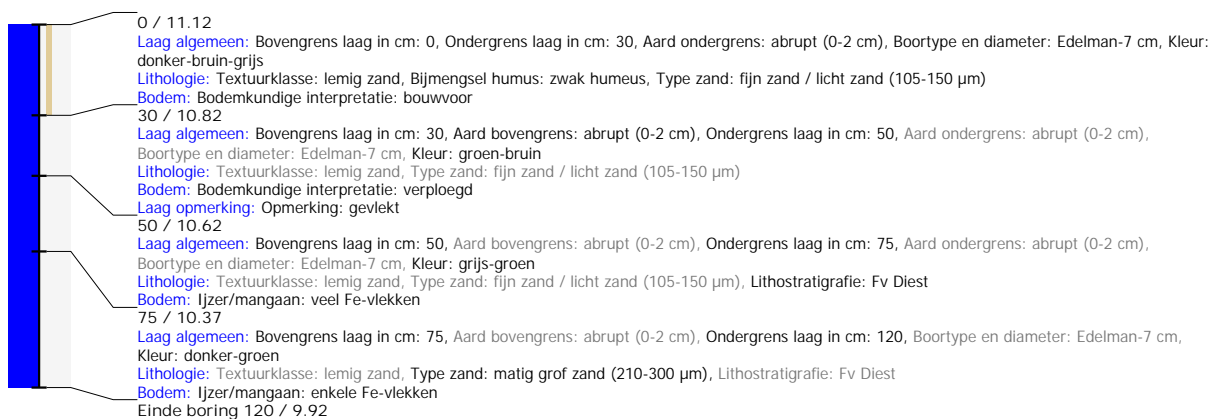 0 / 11.12
Laag algemeen: Bovengrens laag in cm: 0, Ondergrens laag in cm: 30, Aard ondergrens: abrupt (0-2 cm), Boortype en diameter: Edelman-7 cm, Kleur:
donker-bruin-grijs
Lithologie: Textuurklasse: lemig zand, Bijmengsel humus: zwak humeus, Type zand: fijn zand / licht zand (105-150 µm)
Bodem: Bodemkundige interpretatie: bouwvoor
30 / 10.82
Laag algemeen: Bovengrens laag in cm: 30, Aard bovengrens: abrupt (0-2 cm), Ondergrens laag in cm: 50, Aard ondergrens: abrupt (0-2 cm),
Boortype en diameter: Edelman-7 cm, Kleur: groen-bruin
Lithologie: Textuurklasse: lemig zand, Type zand: fijn zand / licht zand (105-150 µm)
Bodem: Bodemkundige interpretatie: verploegd
Laag opmerking: Opmerking: gevlekt
50 / 10.62
Laag algemeen: Bovengrens laag in cm: 50, Aard bovengrens: abrupt (0-2 cm), Ondergrens laag in cm: 75, Aard ondergrens: abrupt (0-2 cm),
Boortype en diameter: Edelman-7 cm, Kleur: grijs-groen
Lithologie: Textuurklasse: lemig zand, Type zand: fijn zand / licht zand (105-150 µm), Lithostratigrafie: Fv Diest
Bodem: Ijzer/mangaan: veel Fe-vlekken
75 / 10.37
Laag algemeen: Bovengrens laag in cm: 75, Aard bovengrens: abrupt (0-2 cm), Ondergrens laag in cm: 120, Boortype en diameter: Edelman-7 cm,
Kleur: donker-groen
Lithologie: Textuurklasse: lemig zand, Type zand: matig grof zand (210-300 µm), Lithostratigrafie: Fv Diest
Bodem: Ijzer/mangaan: enkele Fe-vlekken
Einde boring 120 / 9.92